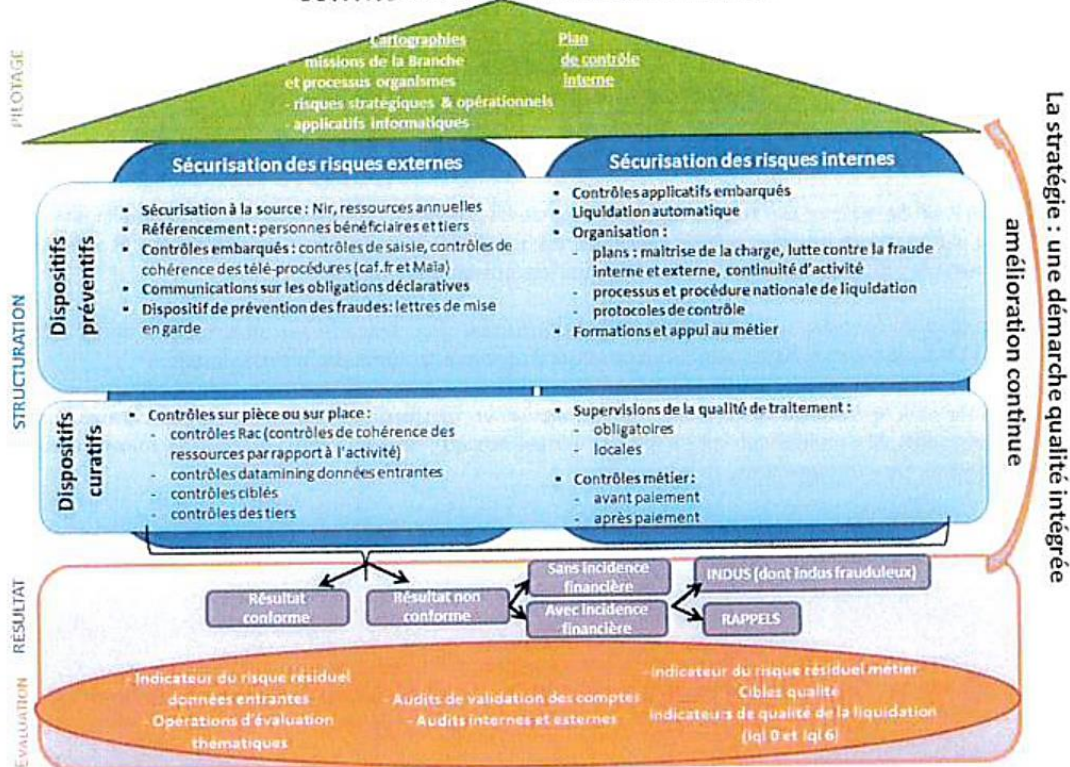 PILOTAGE
Cartographies
- missions de la Branche
et processus organismes
- risques stratégiques & opérationnels
- applicatifs informatiques
Plan
de contrôle
interne
La stratégie : une démarche qualité intégrée
amélioration continue
STRUCTURATION
Sécurisation des risques externes
Sécurisation des risques internes
Dispositifs
préventifs
▪ Sécurisation à la source : Nir, ressources annuelles
▪ Référencement : personnes bénéficiaires et tiers
▪ Contrôles embarqués : contrôles de saisie, contrôles de
cohérence des télé-procédures (caf.fr et Maia)
▪ Communications sur les obligations déclaratives
▪ Dispositif de prévention des fraudes: lettres de mise
en garde
▪ Contrôles applicatifs embarqués
▪ Liquidation automatique
▪ Organisation :
- plans : maitrise de la charge, lutte contre la fraude
interne et externe, continuité d'activité
- processus et procédure nationale de liquidation
- protocoles de contrôle
▪ Formations et appui au métier
Dispositifs
curatifs
Contrôles sur pièce ou sur place :
contrôles Rac (contrôles de cohérence des
ressources par rapport à l'activité)
- contrôles datamining données entrantes
- contrôles ciblés
- contrôles des tiers
▪ Supervisions de la qualité de traitement :
- obligatoires
- locales
▪ Contrôles métier :
- avant paiement
- après paiement
RÉSULTAT
Résultat
conforme
Résultat non
conforme
Sans incidence
financière
Avec incidence
financière
INDUS (dont indus frauduleux)
RAPPELS
EVALUATION
Indicateur du risque résiduel
données entrantes
- Opérations d'évaluation
thématiques
- Audits de validation des comptes
- Audits internes et externes
- Indicateur du risque résiduel métier
Cibles qualité
Indicateurs de qualité de la liquidation
(Iql 0 et Iql 6)